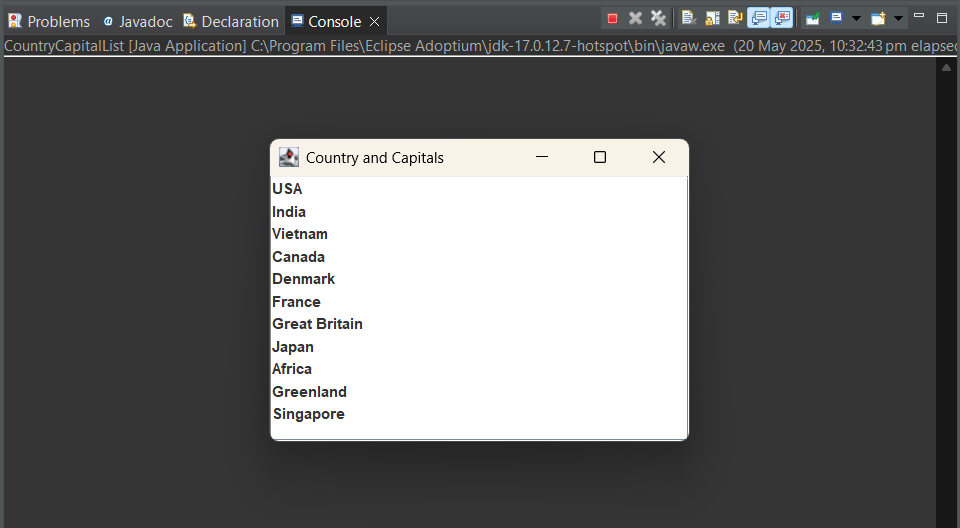 Problems Javadoc Declaration Console
CountryCapitalList [Java Application] C:\Program Files\Eclipse Adoptium\jdk-17.0.12.7-hotspot\bin\javaw.exe (20 May 2025, 10:32:43 pm elapsed
Country and Capitals
USA
India
Vietnam
Canada
Denmark
France
Great Britain
Japan
Africa
Greenland
Singapore